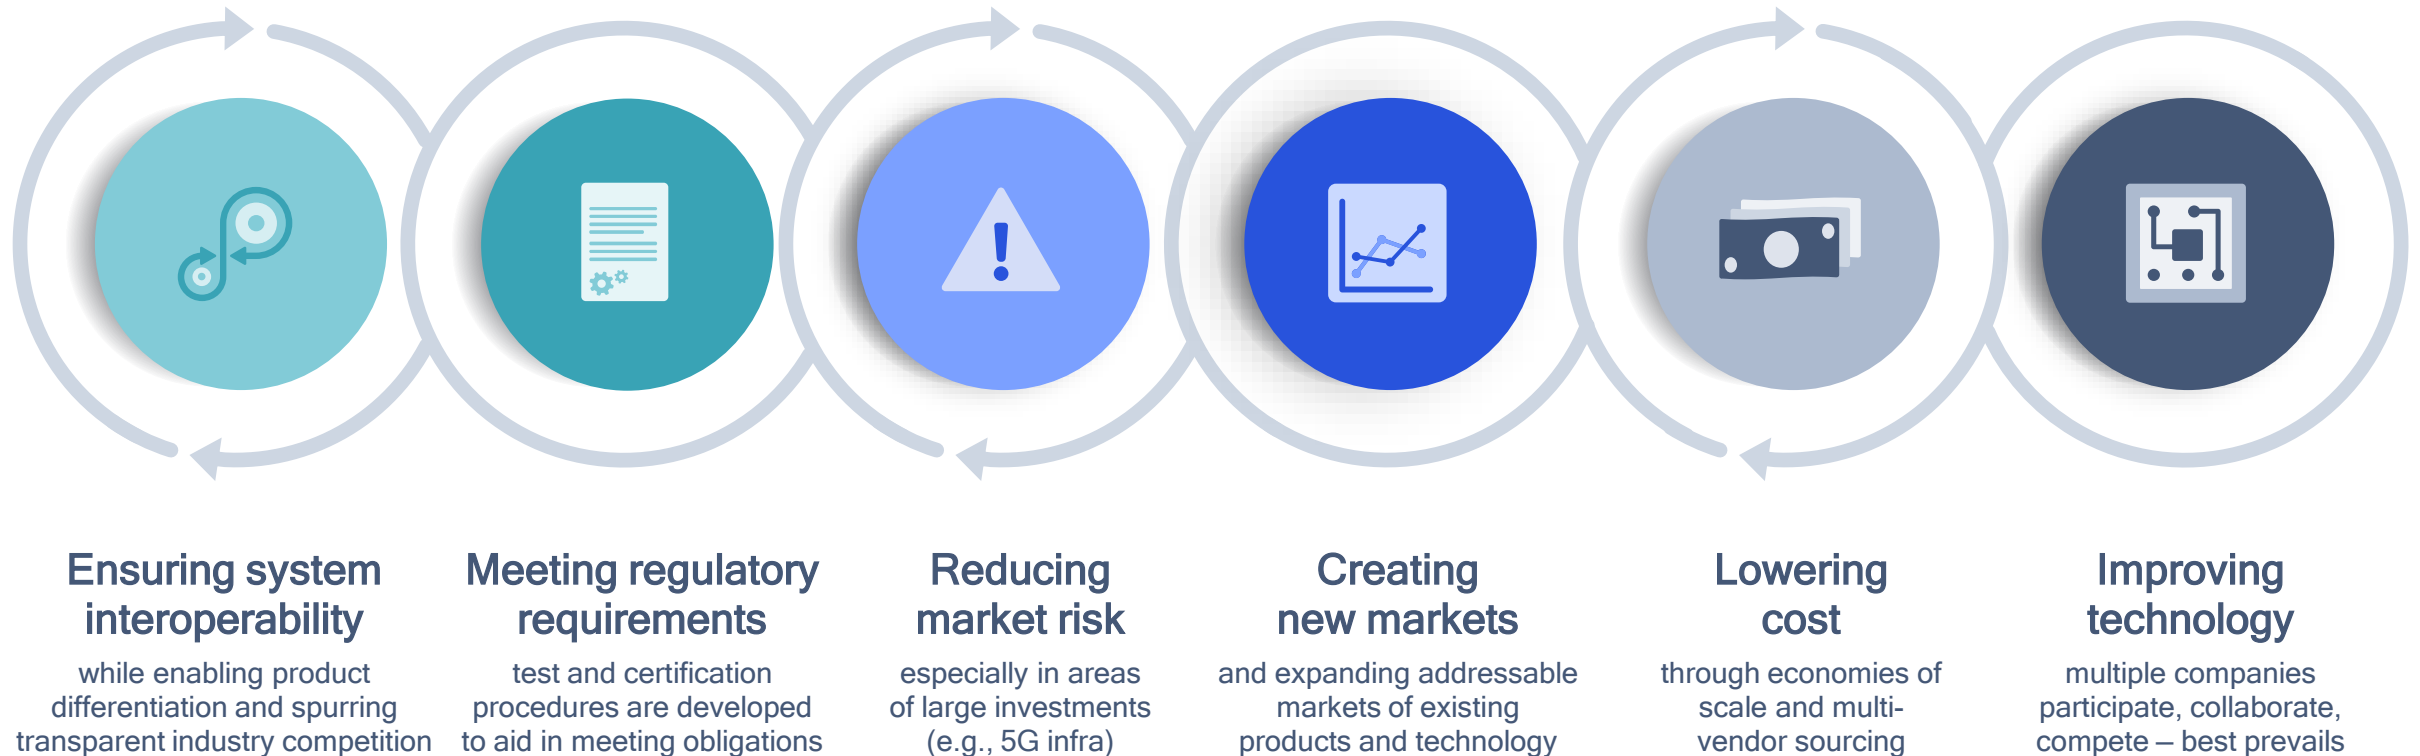 Ensuring system
interoperability
while enabling product
differentiation and spurring
transparent industry competition
Meeting regulatory
requirements
test and certification
procedures are developed
to aid in meeting obligations
Reducing
market risk
especially in areas
of large investments
(e.g., 5G infra)
Creating
new markets
and expanding addressable
markets of existing
products and technology
Lowering
cost
through economies of
scale and multi-
vendor sourcing
Improving
technology
multiple companies
participate, collaborate,
compete – best prevails